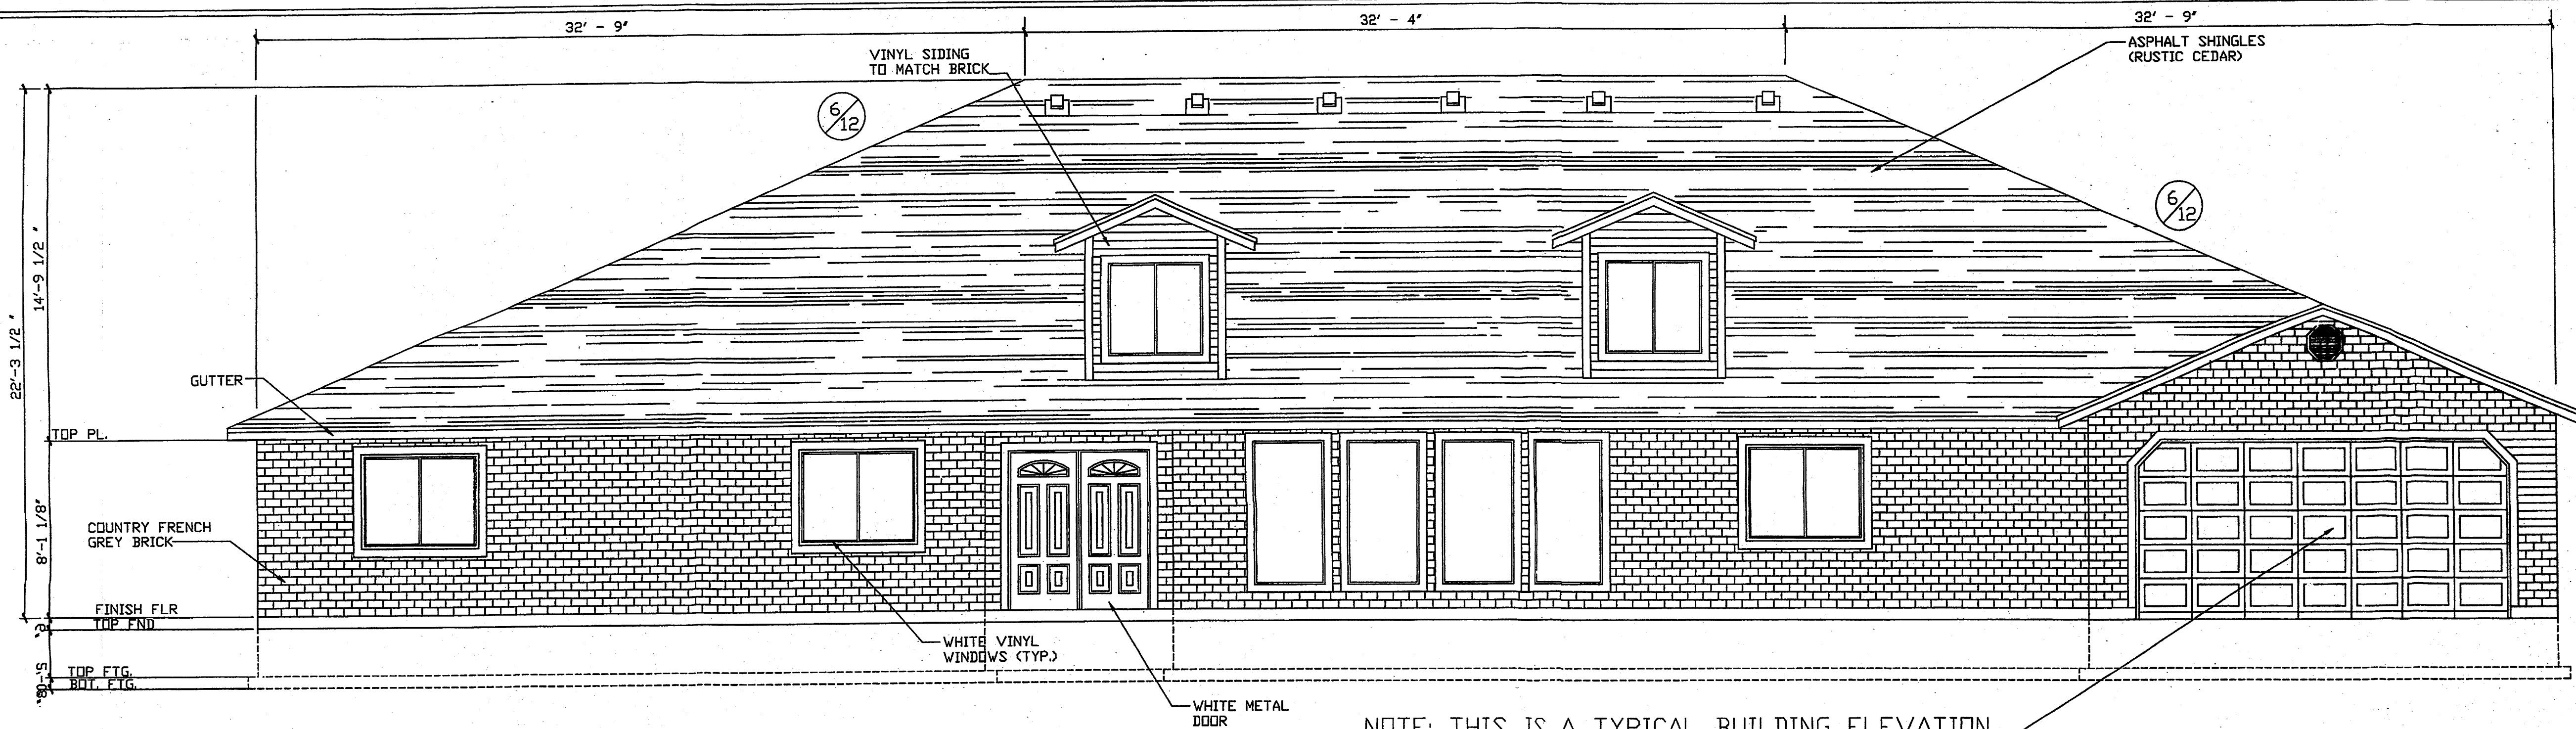 32' - 9"
32' - 4"
32' - 9"
VINYL SIDING
TO MATCH BRICK
ASPHALT SHINGLES
(RUSTIC CEDAR)
6/12
6/12
22'-3 1/2 "
14'-9 1/2 "
GUTTER
TOP PL.
8'-1 1/8"
COUNTRY FRENCH
GREY BRICK
FINISH FLR
TOP FND
WHITE VINYL
WINDOWS (TYP.)
TOP FTG.
BOT. FTG.
WHITE METAL
DOOR
NOTE: THIS IS A TYPICAL BUILDING ELEVATION